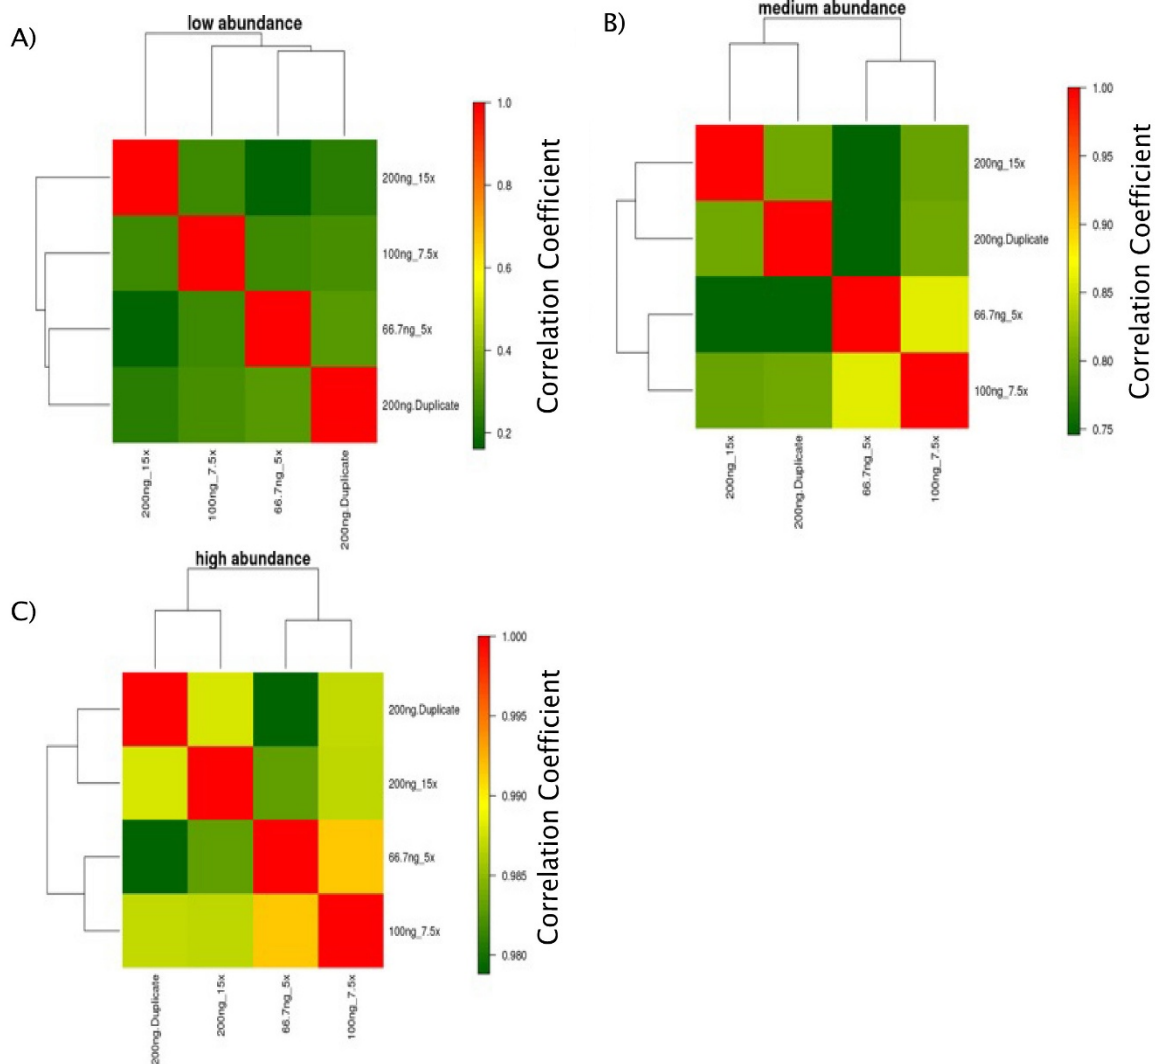 A)
low abundance
200ng_15x
100ng_7.5x
66.7ng_5x
200ng.Duplicate
200ng_15x
100ng_7.5x
66.7ng_5x
200ng.Duplicate
1.0
0.8
0.6
0.4
0.2
Correlation Coefficient
B)
medium abundance
200ng_15x
200ng.Duplicate
66.7ng_5x
100ng_7.5x
200ng_15x
200ng.Duplicate
66.7ng_5x
100ng_7.5x
1.00
0.95
0.90
0.85
0.80
0.75
Correlation Coefficient
C)
high abundance
200ng.Duplicate
200ng_15x
66.7ng_5x
100ng_7.5x
200ng.Duplicate
200ng_15x
66.7ng_5x
100ng_7.5x
1.000
0.995
0.990
0.985
0.980
Correlation Coefficient